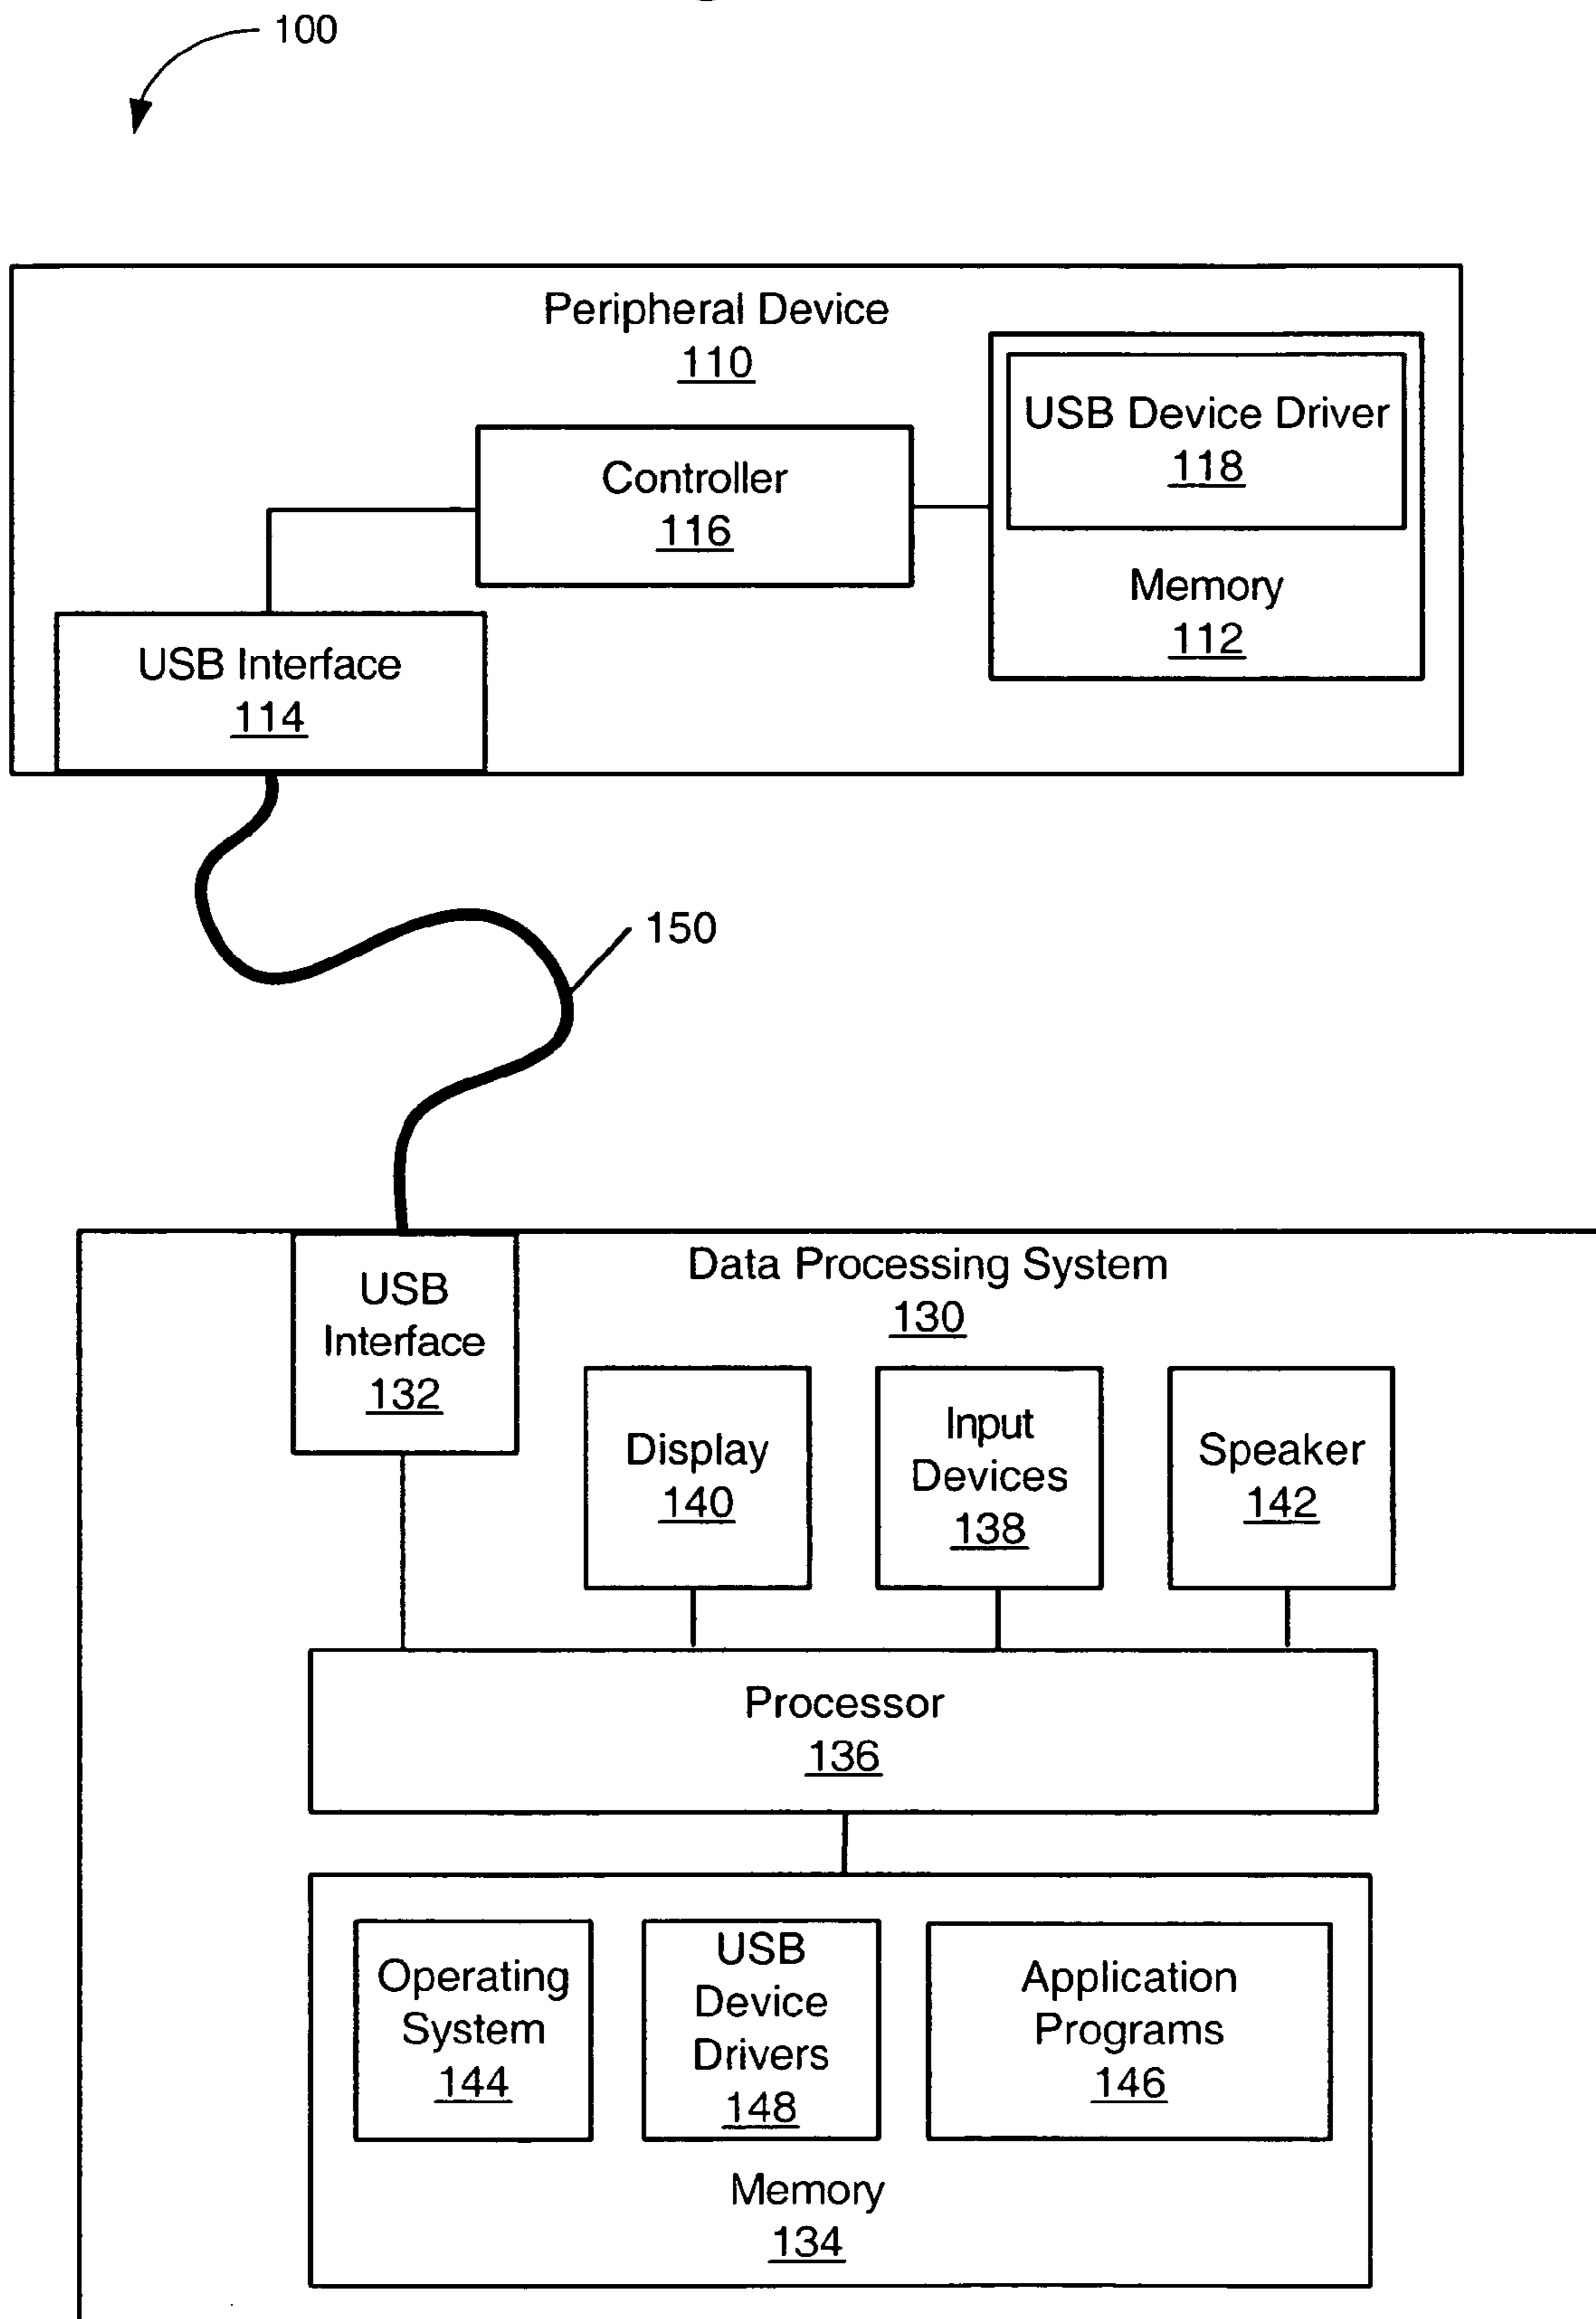 100
Peripheral Device
110
USB Device Driver
118
Controller
116
Memory
112
USB Interface
114
150
Data Processing System
130
USB
Interface
132
Display
140
Input
Devices
138
Speaker
142
Processor
136
Operating
System
144
USB
Device
Drivers
148
Application
Programs
146
Memory
134